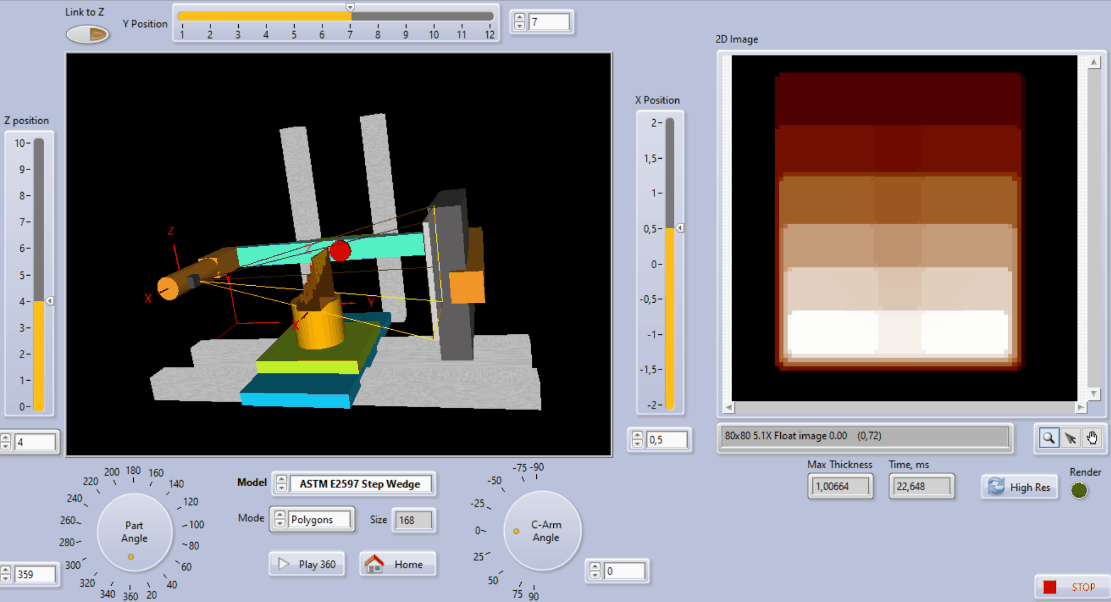 Link to Z
Y Position
1 2 3 4 5 6 7 8 9 10 11 12
7
2D Image
Z position
10
9
8
7
6
5
4
3
2
1
0
4
Z
X
Z
Y
X
X Position
2
1,5
1
0,5
0
-0,5
-1
-1,5
-2
0,5
80x80 5.1X Float image 0.00 (0,72)
Max Thickness
1,00664
Time, ms
22,648
High Res
Render
Part
Angle
200 180 160
220 140
240 120
260 100
280 80
300 60
320 40
340 360 20
359
Model
ASTM E2597 Step Wedge
Mode
Polygons
Size
168
Play 360
Home
C-Arm
Angle
-75 -90
-50
-25
0
25
50
75 90
0
STOP